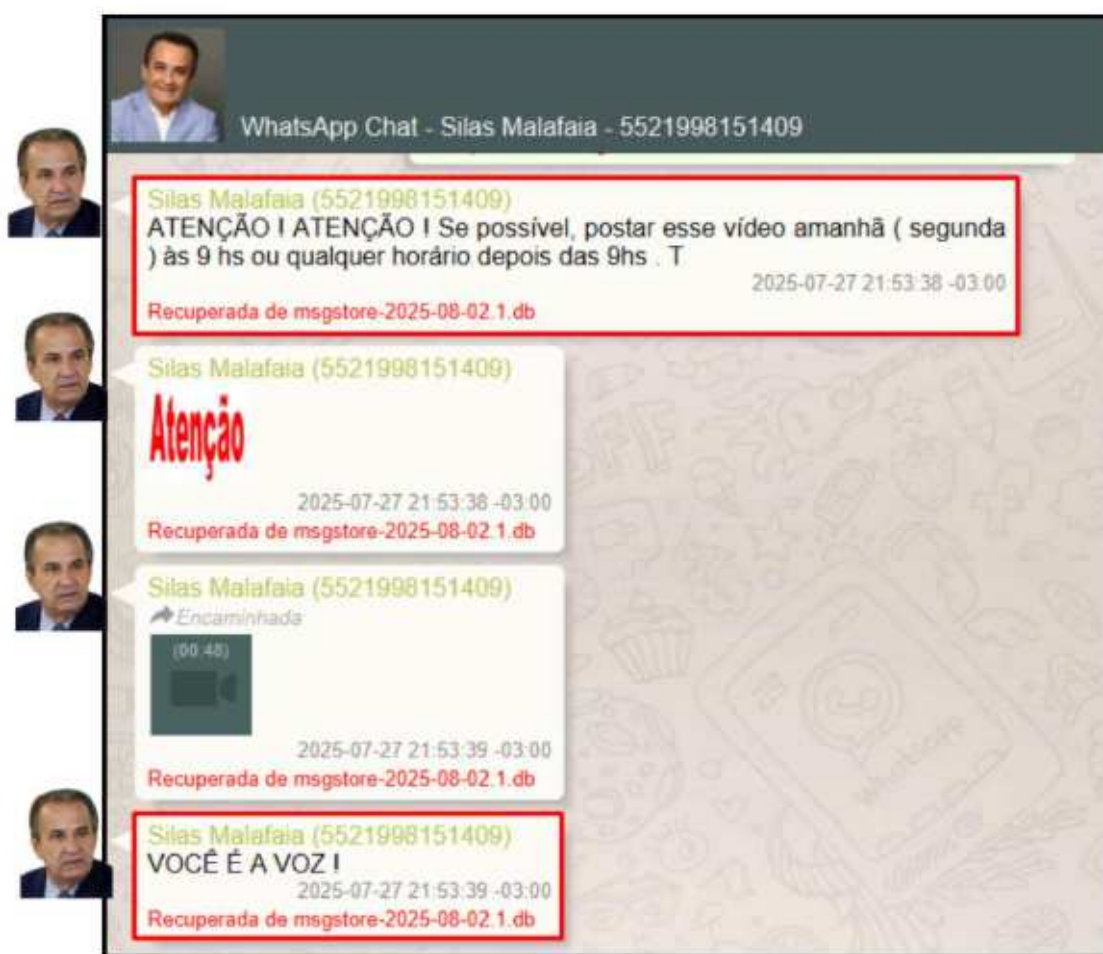 WhatsApp Chat - Silas Malafaia - 5521998151409
Silas Malafaia (5521998151409)
ATENÇÃO ! ATENÇÃO ! Se possível, postar esse vídeo amanhã ( segunda
) às 9 hs ou qualquer horário depois das 9hs . T
2025-07-27 21:53:38 -03:00
Recuperada de msgstore-2025-08-02.1.db
Silas Malafaia (5521998151409)
Atenção
2025-07-27 21:53:38 -03:00
Recuperada de msgstore-2025-08-02.1.db
Silas Malafaia (5521998151409)
Encaminhada
(00:48)
2025-07-27 21:53:39 -03:00
Recuperada de msgstore-2025-08-02.1.db
Silas Malafaia (5521998151409)
VOCÊ É A VOZ !
2025-07-27 21:53:39 -03:00
Recuperada de msgstore-2025-08-02.1.db